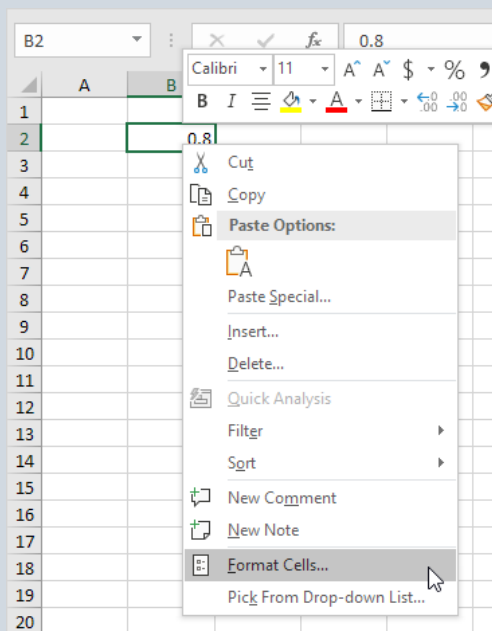 B2 fx 0.8
Calibri 11 A A $ % ,
B I A .00 .00
A B
1
2 0.8
3
4
5
6
7
8
9
10
11
12
13
14
15
16
17
18
19
20
Cut
Copy
Paste Options:
A
Paste Special...
Insert...
Delete...
Quick Analysis
Filter
Sort
New Comment
New Note
Format Cells...
Pick From Drop-down List...